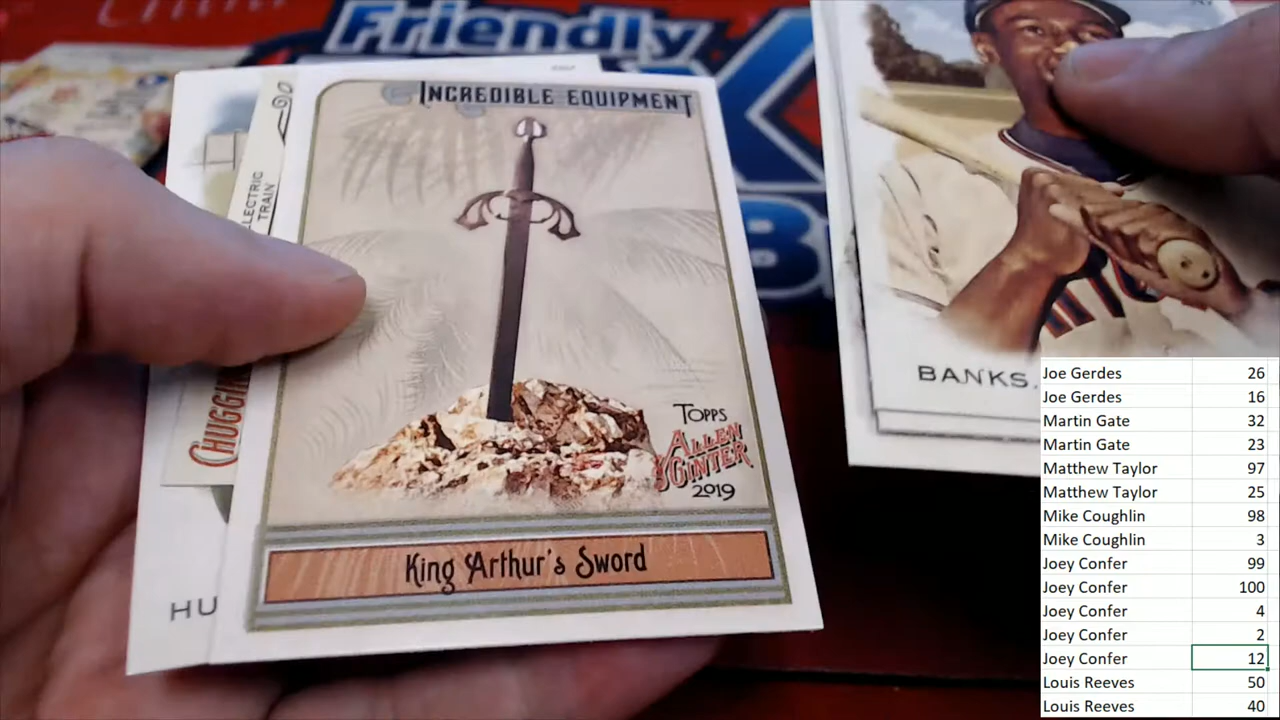 Friendly
INCREDIBLE EQUIPMENT
ELECTRIC
TRAIN
TOPPS
ALLEN
& GINTER
2019
King Arthur's Sword
CHUGGIN
HU
BANKS,
Joe Gerdes 26
Joe Gerdes 16
Martin Gate 32
Martin Gate 23
Matthew Taylor 97
Matthew Taylor 25
Mike Coughlin 98
Mike Coughlin 3
Joey Confer 99
Joey Confer 100
Joey Confer 4
Joey Confer 2
Joey Confer 12
Louis Reeves 50
Louis Reeves 40